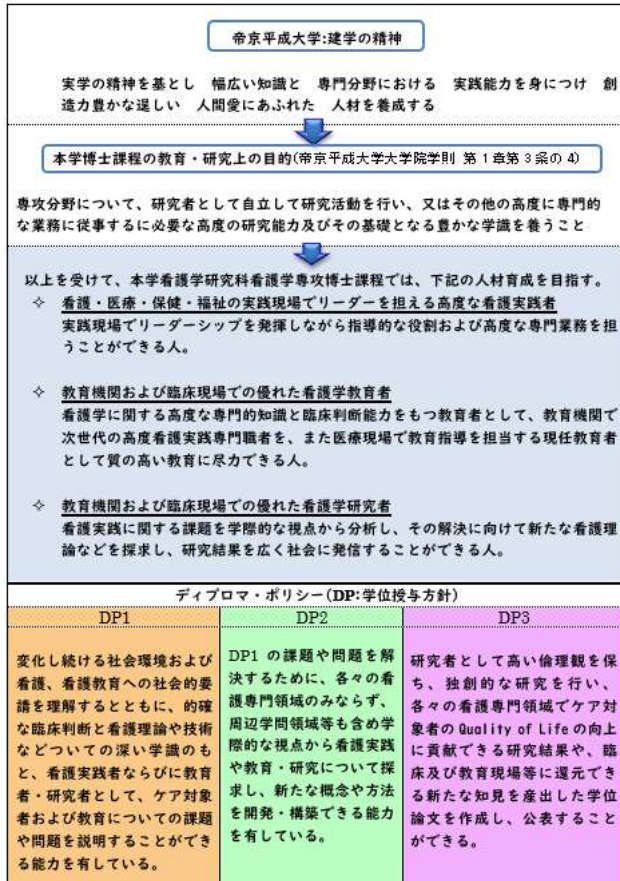 帝京平成大学:建学の精神
実学の精神を基とし　幅広い知識と　専門分野における　実践能力を身につけ　創
造力豊かな逞しい　人間愛にあふれた　人材を養成する
本学博士課程の教育・研究上の目的(帝京平成大学大学院学則 第1章第3条の4)
専攻分野について、研究者として自立して研究活動を行い、又はその他の高度に専門的
な業務に従事するに必要な高度の研究能力及びその基礎となる豊かな学識を養うこと
以上を受けて、本学看護学研究科看護学専攻博士課程では、下記の人材育成を目指す。
✧ 看護・医療・保健・福祉の実践現場でリーダーを担える高度な看護実践者
実践現場でリーダーシップを発揮しながら指導的な役割および高度な専門業務を担
うことができる人。
✧ 教育機関および臨床現場での優れた看護学教育者
看護学に関する高度な専門的知識と臨床判断能力をもつ教育者として、教育機関で
次世代の高度看護実践専門職者を、また医療現場で教育指導を担当する現任教育者
として質の高い教育に尽力できる人。
✧ 教育機関および臨床現場での優れた看護学研究者
看護実践に関する課題を学際的な視点から分析し、その解決に向けて新たな看護理
論などを探求し、研究結果を広く社会に発信することができる人。
ディプロマ・ポリシー(DP:学位授与方針)
DP1
変化し続ける社会環境および
看護、看護教育への社会的要
請を理解するとともに、的確
な臨床判断と看護理論や技術
などついての深い学識のも
と、看護実践者ならびに教育
者・研究者として、ケア対象
者および教育についての課題
や問題を説明することができ
る能力を有している。
DP2
DP1 の課題や問題を解
決するために、各々の看
護専門領域のみならず、
周辺学問領域等も含め学
際的な視点から看護実践
や教育・研究について探
求し、新たな概念や方法
を開発・構築できる能力
を有している。
DP3
研究者として高い倫理観を保
ち、独創的な研究を行い、
各々の看護専門領域でケア対
象者の Quality of Life の向上
に貢献できる研究結果や、臨
床及び教育現場等に還元でき
る新たな知見を産出した学位
論文を作成し、公表すること
ができる。